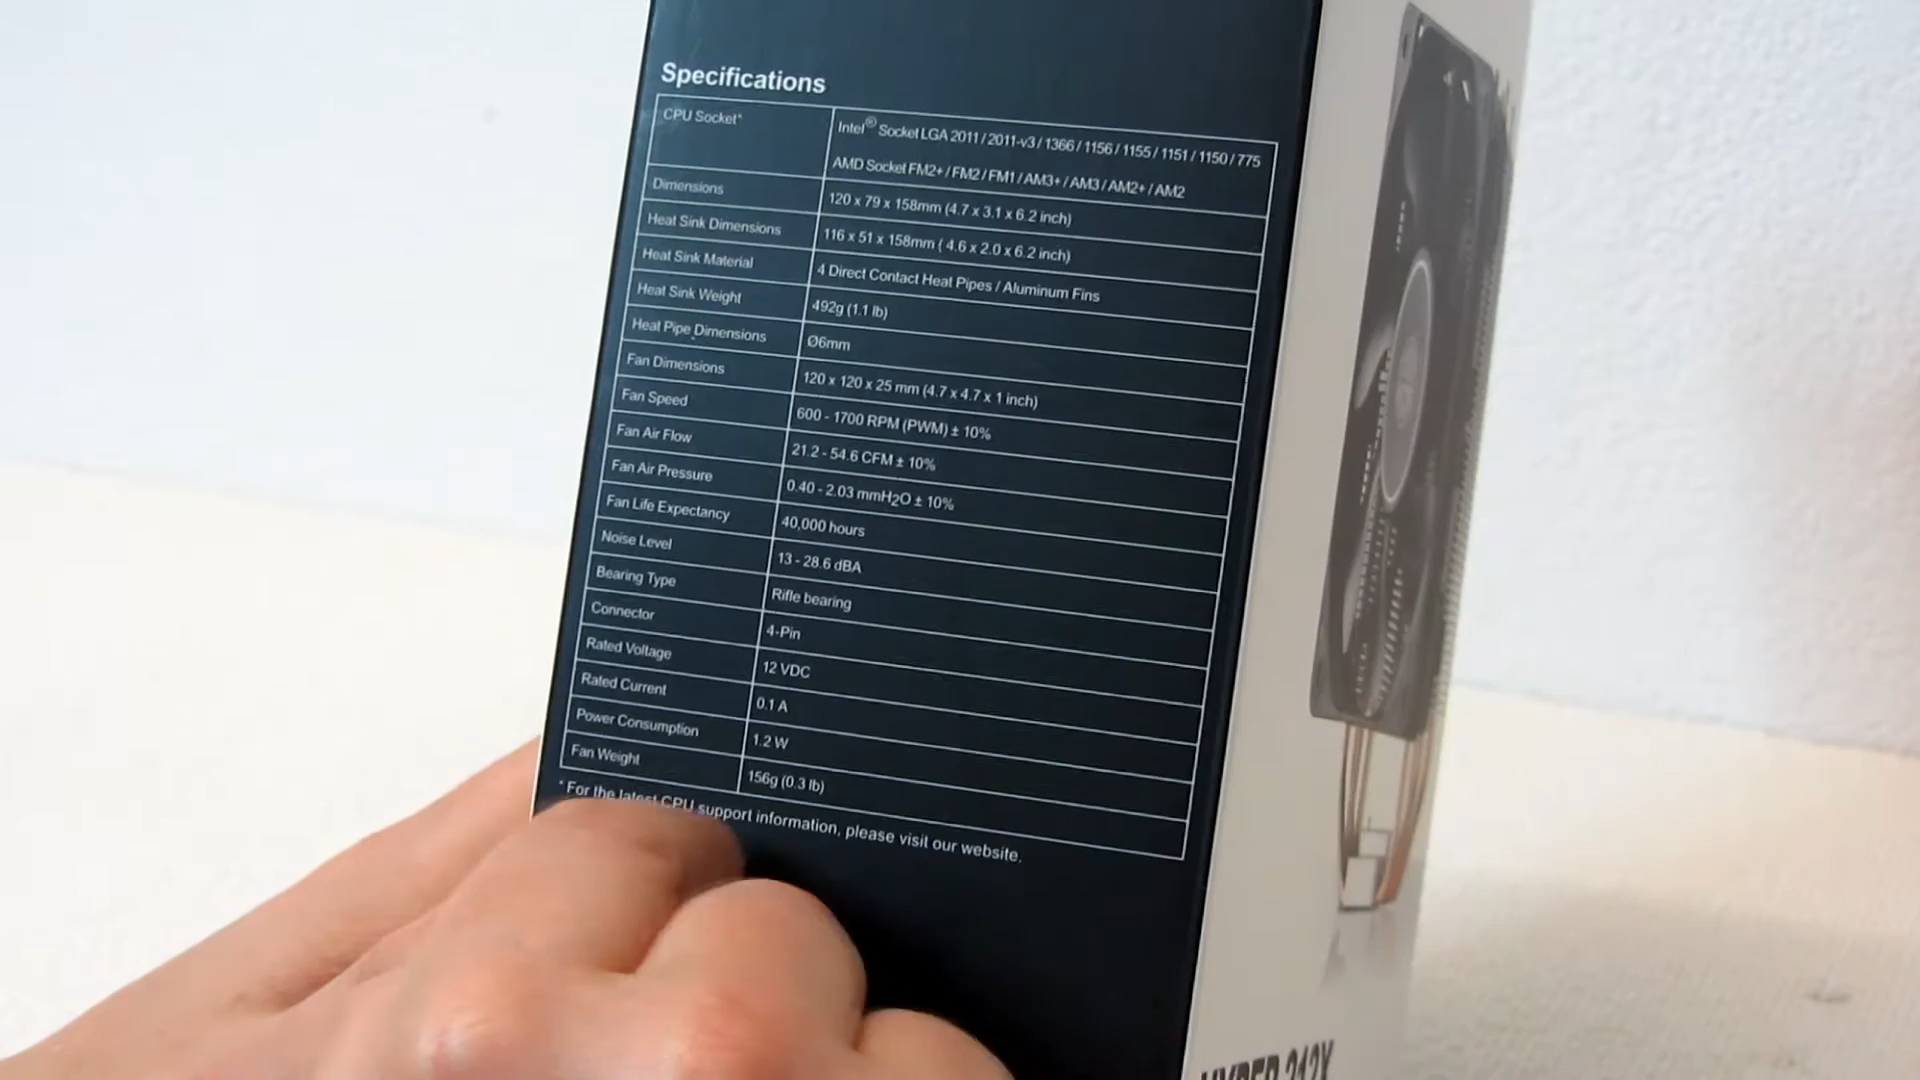 Specifications
CPU Socket* Intel® Socket LGA 2011 / 2011-v3 / 1366 / 1156 / 1155 / 1151 / 1150 / 775
AMD Socket FM2+ / FM2 / FM1 / AM3+ / AM3 / AM2+ / AM2
Dimensions 120 x 79 x 158mm (4.7 x 3.1 x 6.2 inch)
Heat Sink Dimensions 116 x 51 x 158mm ( 4.6 x 2.0 x 6.2 inch)
Heat Sink Material 4 Direct Contact Heat Pipes / Aluminum Fins
Heat Sink Weight 492g (1.1 lb)
Heat Pipe Dimensions Ø6mm
Fan Dimensions 120 x 120 x 25 mm (4.7 x 4.7 x 1 inch)
Fan Speed 600 - 1700 RPM (PWM) ± 10%
Fan Air Flow 21.2 - 54.6 CFM ± 10%
Fan Air Pressure 0.40 - 2.03 mmH2O ± 10%
Fan Life Expectancy 40,000 hours
Noise Level 13 - 28.6 dBA
Bearing Type Rifle bearing
Connector 4-Pin
Rated Voltage 12 VDC
Rated Current 0.1 A
Power Consumption 1.2 W
Fan Weight 156g (0.3 lb)
* For the latest CPU support information, please visit our website.
HYPER 212X